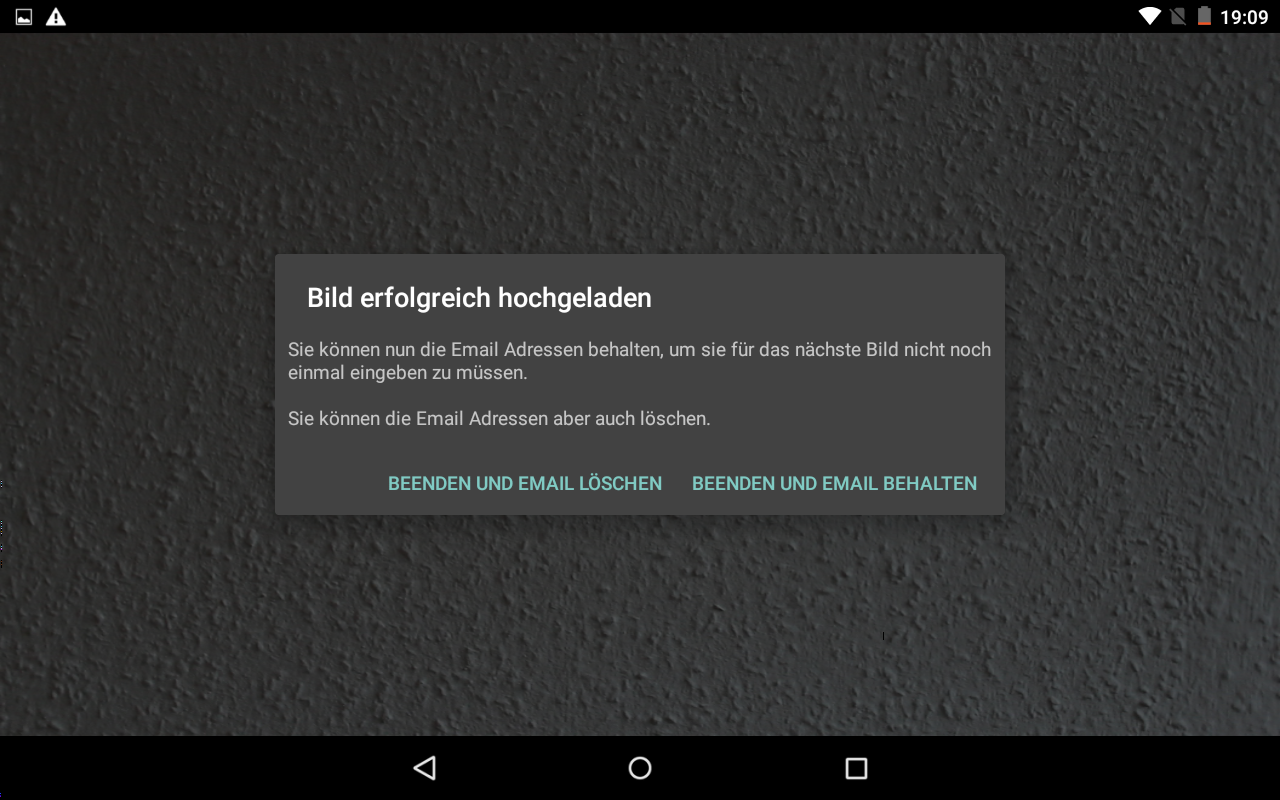 19:09
Bild erfolgreich hochgeladen
Sie können nun die Email Adressen behalten, um sie für das nächste Bild nicht noch
einmal eingeben zu müssen.
Sie können die Email Adressen aber auch löschen.
BEENDEN UND EMAIL LÖSCHEN BEENDEN UND EMAIL BEHALTEN